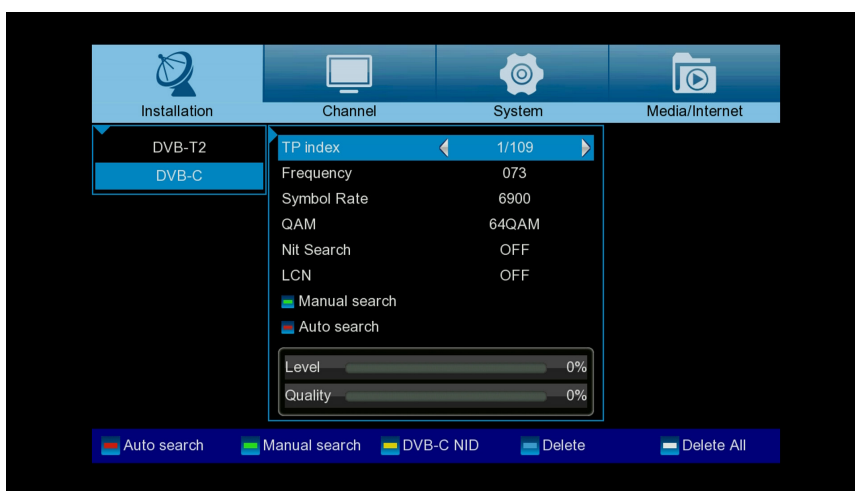 Installation Channel System Media/Internet
DVB-T2
DVB-C
TP index 1/109
Frequency 073
Symbol Rate 6900
QAM 64QAM
Nit Search OFF
LCN OFF
Manual search
Auto search
Level 0%
Quality 0%
Auto search Manual search DVB-C NID Delete Delete All